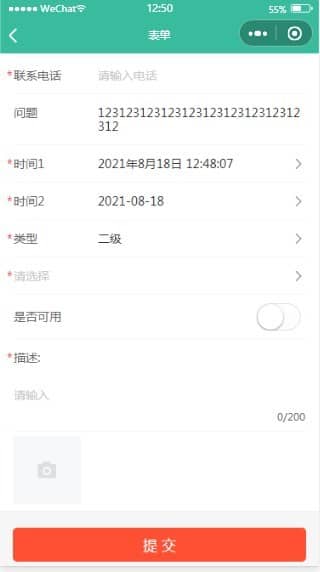 WeChat 12:50 55%
表单
*联系电话 请输入电话
问题 12312312312312312312312312312
312
*时间1 2021年8月18日 12:48:07
*时间2 2021-08-18
*类型 二级
*请选择
是否可用
*描述:
请输入
0/200
提 交